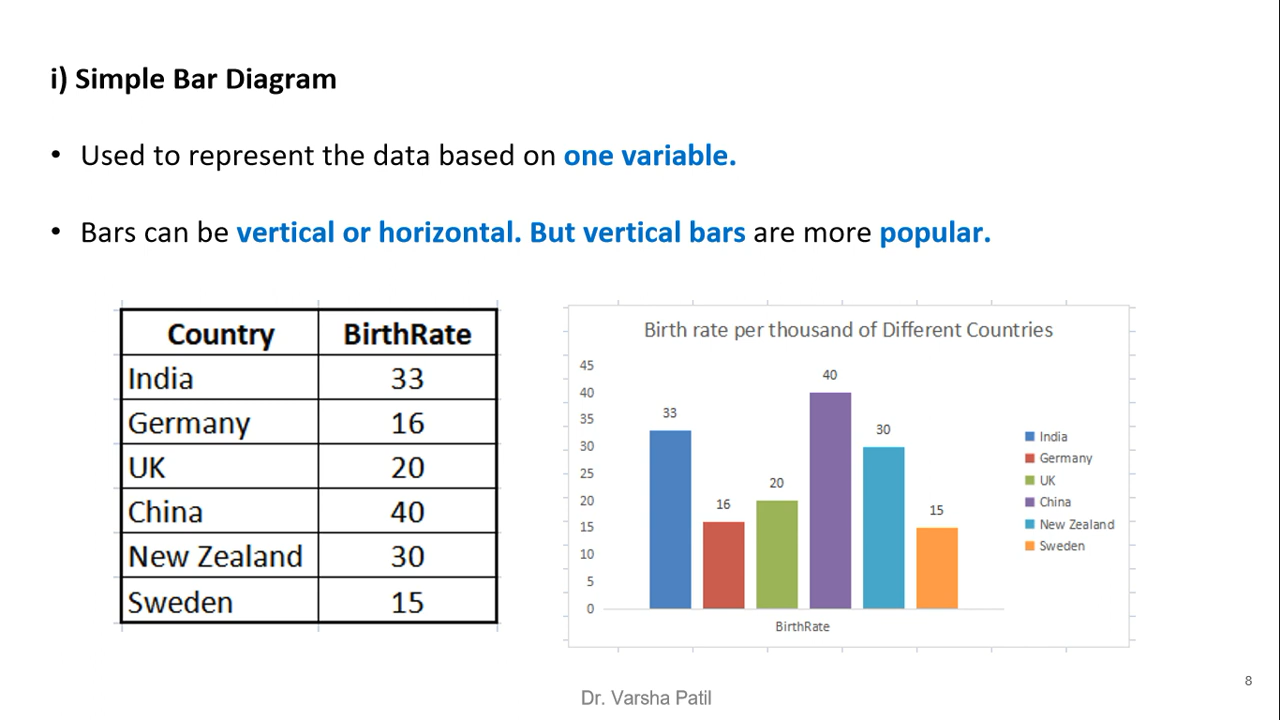 i) Simple Bar Diagram
• Used to represent the data based on one variable.
• Bars can be vertical or horizontal. But vertical bars are more popular.
Country BirthRate
India 33
Germany 16
UK 20
China 40
New Zealand 30
Sweden 15
Birth rate per thousand of Different Countries
45
40
35
30
25
20
15
10
5
0
33
16
20
40
30
15
BirthRate
India
Germany
UK
China
New Zealand
Sweden
Dr. Varsha Patil
8